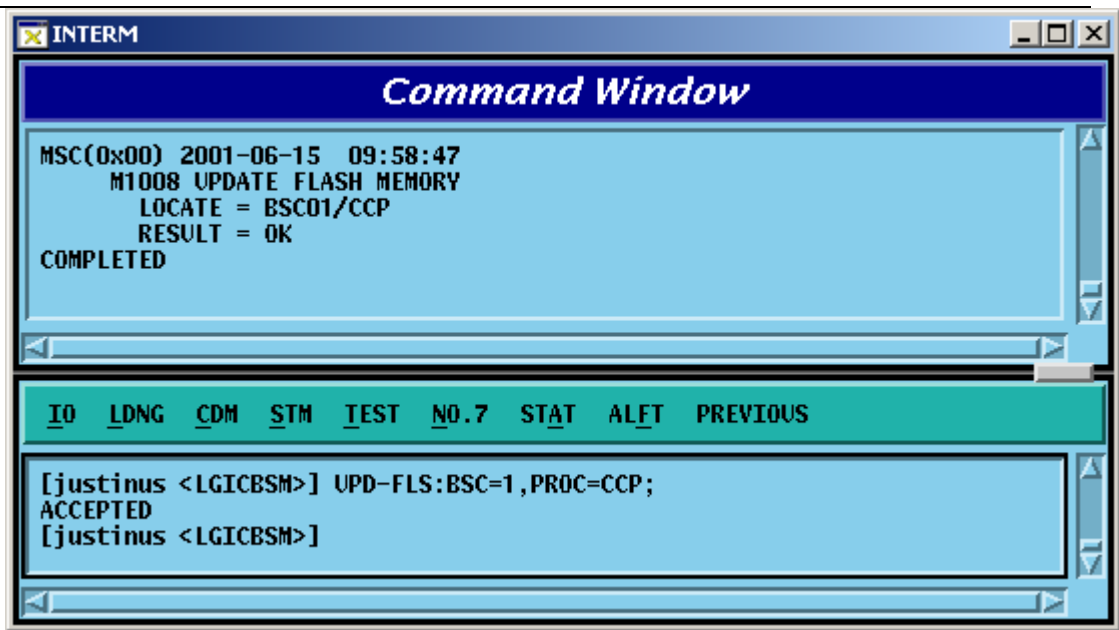 INTERM
Command Window
MSC(0x00) 2001-06-15 09:58:47
M1008 UPDATE FLASH MEMORY
LOCATE = BSC01/CCP
RESULT = OK
COMPLETED
IO LDNG CDM STM TEST NO.7 STAT ALFT PREVIOUS
[justinus <LGICBSM>] UPD-FLS:BSC=1,PROC=CCP;
ACCEPTED
[justinus <LGICBSM>]